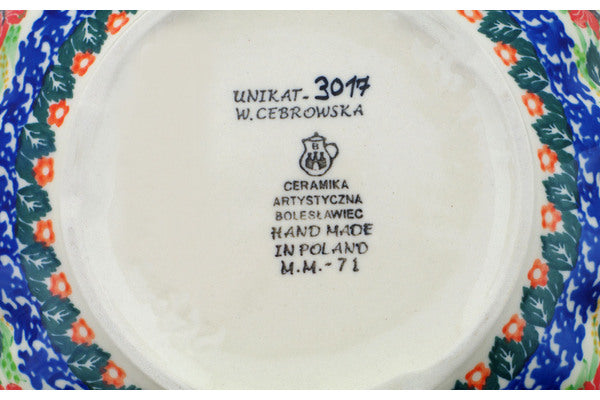 UNIKAT-3017
W. CEBROWSKA
B
CERAMIKA
ARTYSTYCZNA
BOLESŁAWIEC
HAND MADE
IN POLAND
M.M.-71